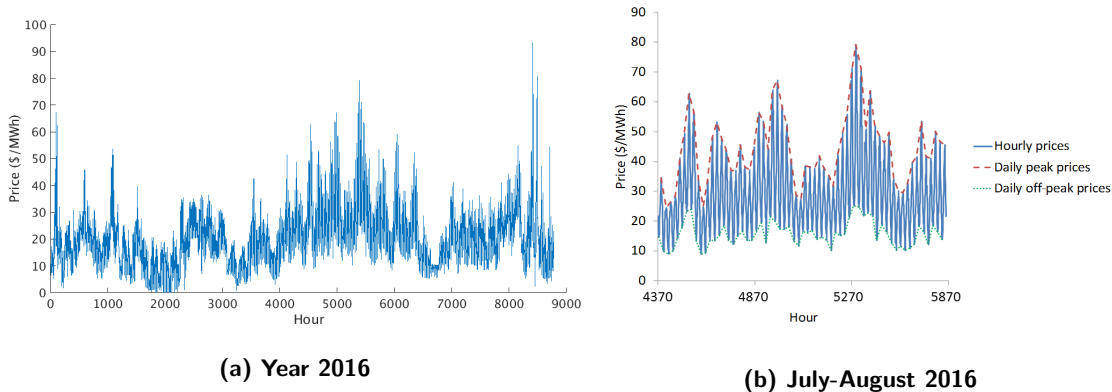 100
90
80
70
60
50
40
30
20
10
0
Price ($/MWh)
0 1000 2000 3000 4000 5000 6000 7000 8000 9000
Hour
(a) Year 2016
90
80
70
60
50
40
30
20
10
0
Price ($/MWh)
4370 4870 5270 5870
Hour
Hourly prices
Daily peak prices
Daily off-peak prices
(b) July-August 2016